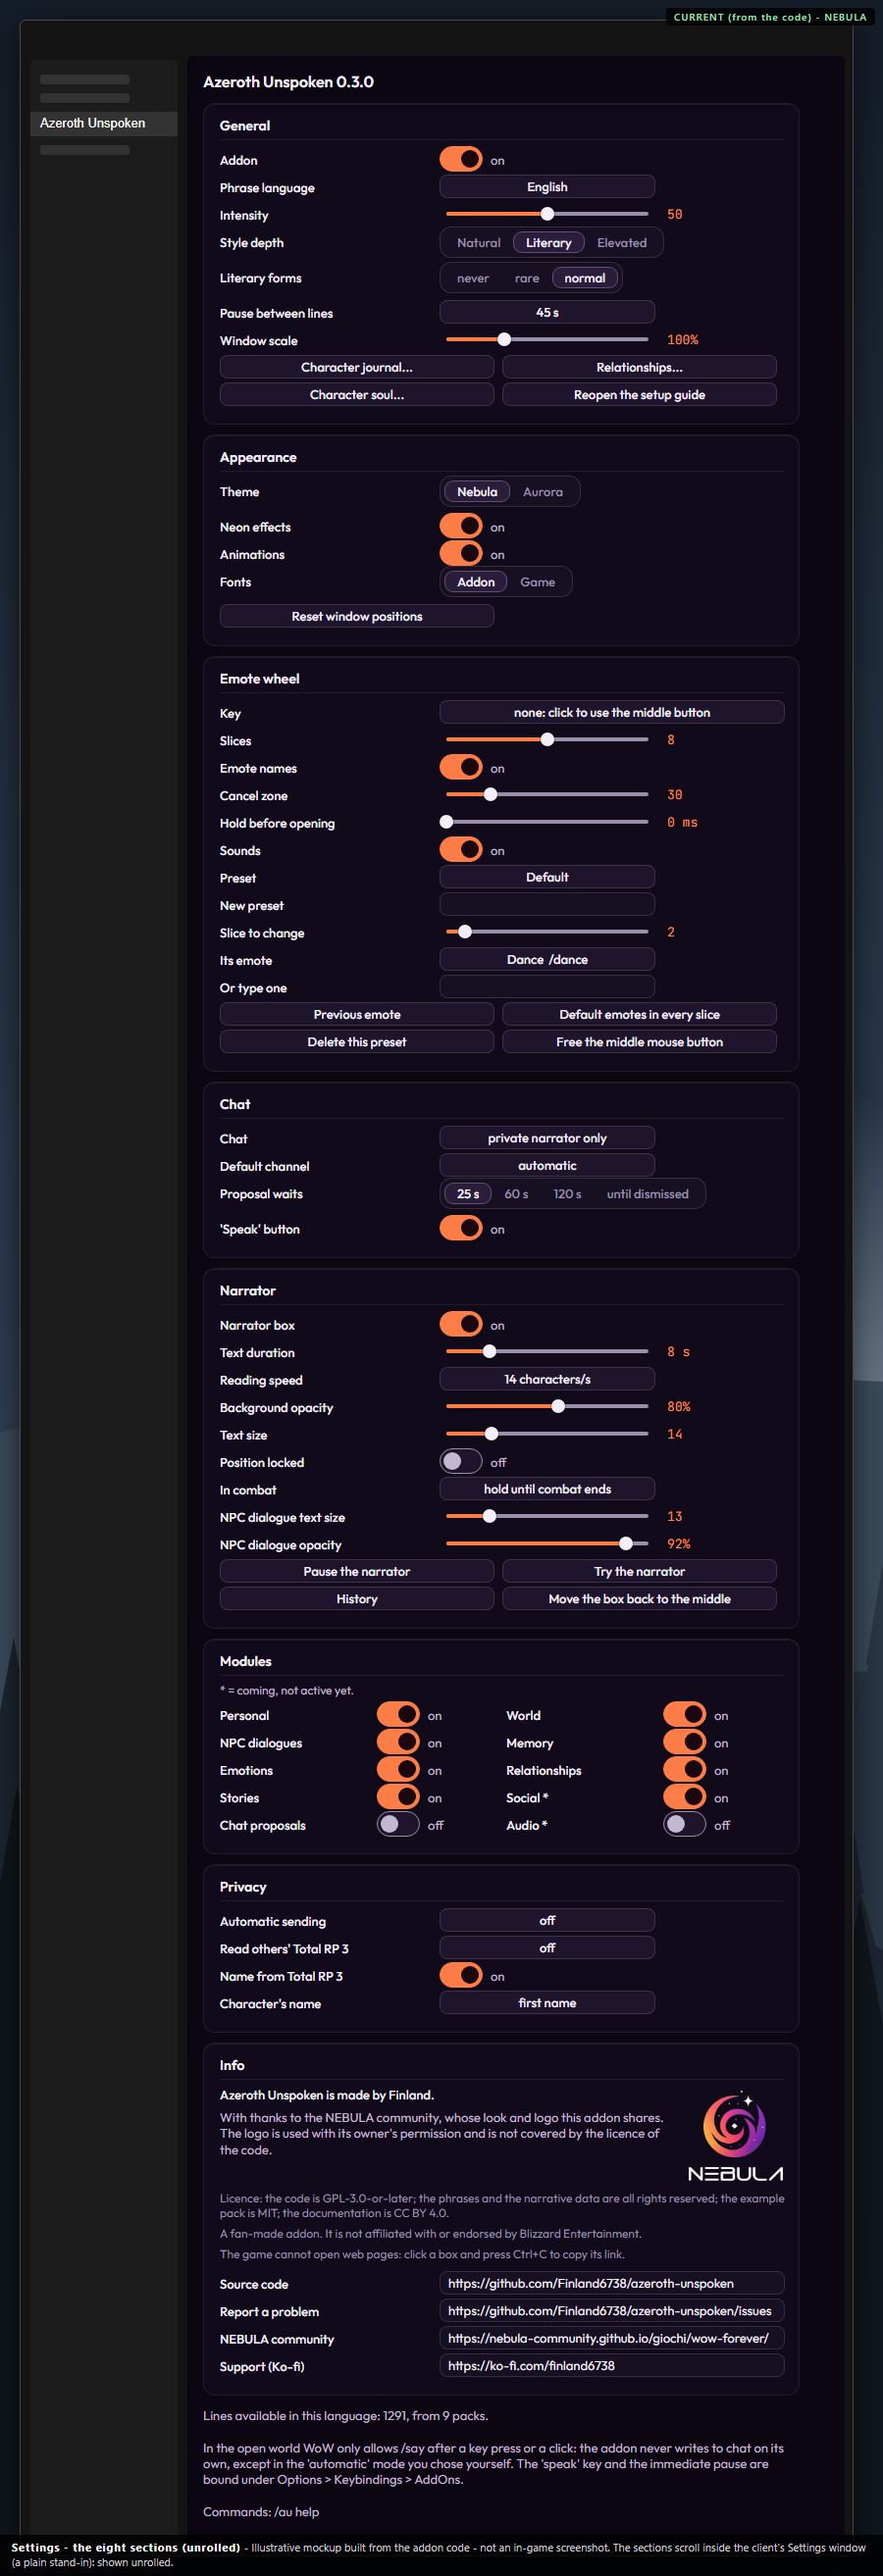 CURRENT (from the code) - NEBULA
Azeroth Unspoken
Azeroth Unspoken 0.3.0
General
Addon on
Phrase language English
Intensity 50
Style depth Natural Literary Elevated
Literary forms never rare normal
Pause between lines 45 s
Window scale 100%
Character journal... Relationships...
Character soul... Reopen the setup guide
Appearance
Theme Nebula Aurora
Neon effects on
Animations on
Fonts Addon Game
Reset window positions
Emote wheel
Key none: click to use the middle button
Slices 8
Emote names on
Cancel zone 30
Hold before opening 0 ms
Sounds on
Preset Default
New preset
Slice to change 2
Its emote Dance /dance
Or type one
Previous emote Default emotes in every slice
Delete this preset Free the middle mouse button
Chat
Chat private narrator only
Default channel automatic
Proposal waits 25 s 60 s 120 s until dismissed
'Speak' button on
Narrator
Narrator box on
Text duration 8 s
Reading speed 14 characters/s
Background opacity 80%
Text size 14
Position locked off
In combat hold until combat ends
NPC dialogue text size 13
NPC dialogue opacity 92%
Pause the narrator Try the narrator
History Move the box back to the middle
Modules
* = coming, not active yet.
Personal on World on
NPC dialogues on Memory on
Emotions on Relationships on
Stories on Social * on
Chat proposals off Audio * off
Privacy
Automatic sending off
Read others' Total RP 3 off
Name from Total RP 3 on
Character's name first name
Info
Azeroth Unspoken is made by Finland.
With thanks to the NEBULA community, whose look and logo this addon shares.
The logo is used with its owner's permission and is not covered by the licence of
the code.
NEBULA
Licence: the code is GPL-3.0-or-later; the phrases and the narrative data are all rights reserved; the example
pack is MIT; the documentation is CC BY 4.0.
A fan-made addon. It is not affiliated with or endorsed by Blizzard Entertainment.
The game cannot open web pages: click a box and press Ctrl+C to copy its link.
Source code https://github.com/Finland6738/azeroth-unspoken
Report a problem https://github.com/Finland6738/azeroth-unspoken/issues
NEBULA community https://nebula-community.github.io/giochi/wow-forever/
Support (Ko-fi) https://ko-fi.com/finland6738
Lines available in this language: 1291, from 9 packs.
In the open world WoW only allows /say after a key press or a click: the addon never writes to chat on its
own, except in the 'automatic' mode you chose yourself. The 'speak' key and the immediate pause are
bound under Options > Keybindings > AddOns.
Commands: /au help
Settings - the eight sections (unrolled) - Illustrative mockup built from the addon code - not an in-game screenshot. The sections scroll inside the client's Settings window
(a plain stand-in): shown unrolled.